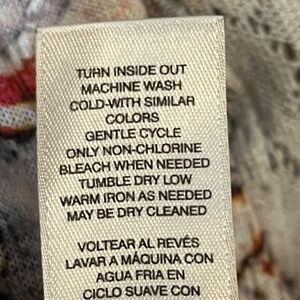 TURN INSIDE OUT
MACHINE WASH
COLD-WITH SIMILAR
COLORS
GENTLE CYCLE
ONLY NON-CHLORINE
BLEACH WHEN NEEDED
TUMBLE DRY LOW
WARM IRON AS NEEDED
MAY BE DRY CLEANED
VOLTEAR AL REVÉS
LAVAR A MÁQUINA CON
AGUA FRIA EN
CICLO SUAVE CON